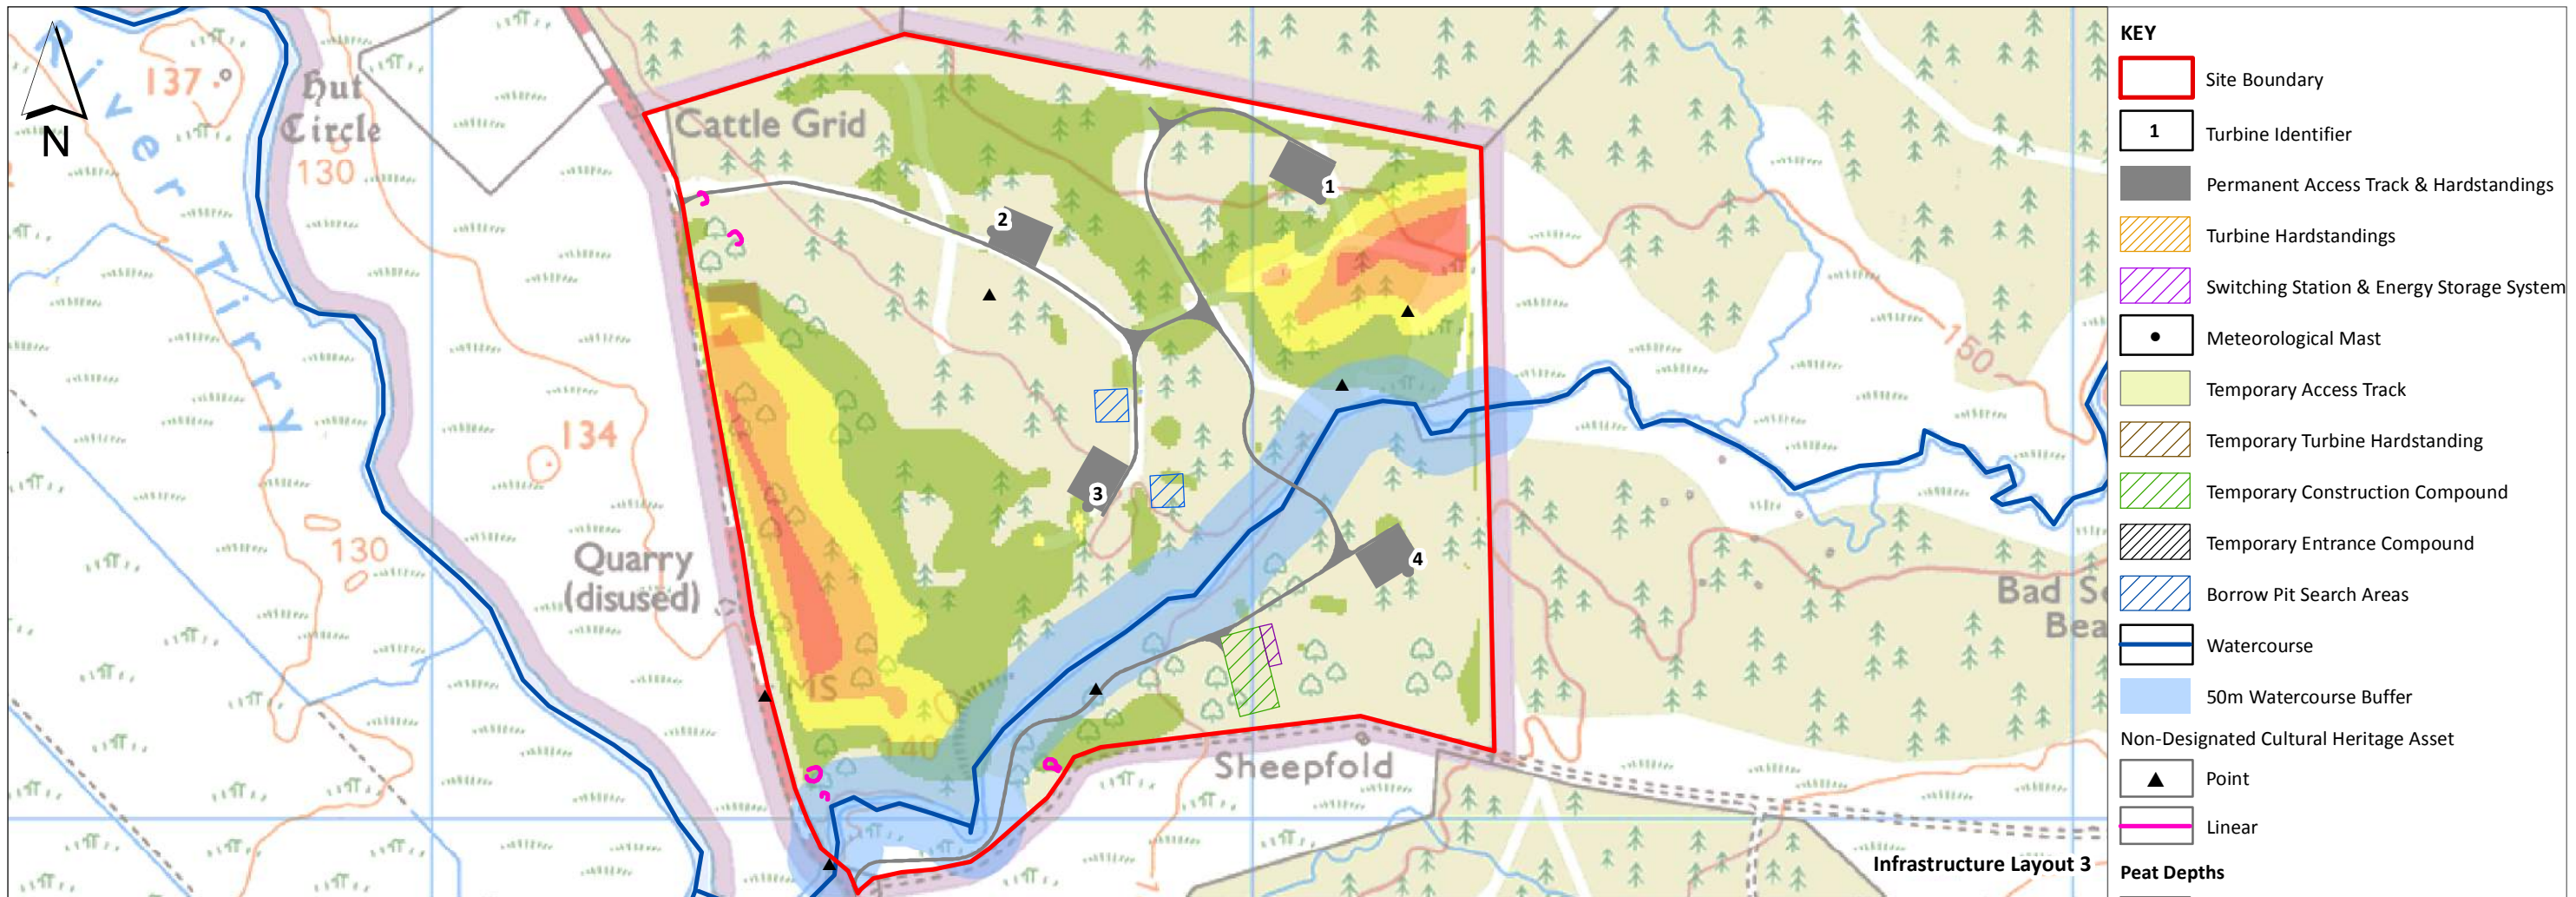 N
River Tirry
137
Hut
Circle
130
134
130
Quarry
(disused)
Cattle Grid
1
2
3
4
MS
140
Sheepfold
150
Infrastructure Layout 3
KEY
Site Boundary
1 Turbine Identifier
Permanent Access Track & Hardstandings
Turbine Hardstandings
Switching Station & Energy Storage System
Meteorological Mast
Temporary Access Track
Temporary Turbine Hardstanding
Temporary Construction Compound
Temporary Entrance Compound
Borrow Pit Search Areas
Watercourse
50m Watercourse Buffer
Non-Designated Cultural Heritage Asset
Point
Linear
Peat Depths